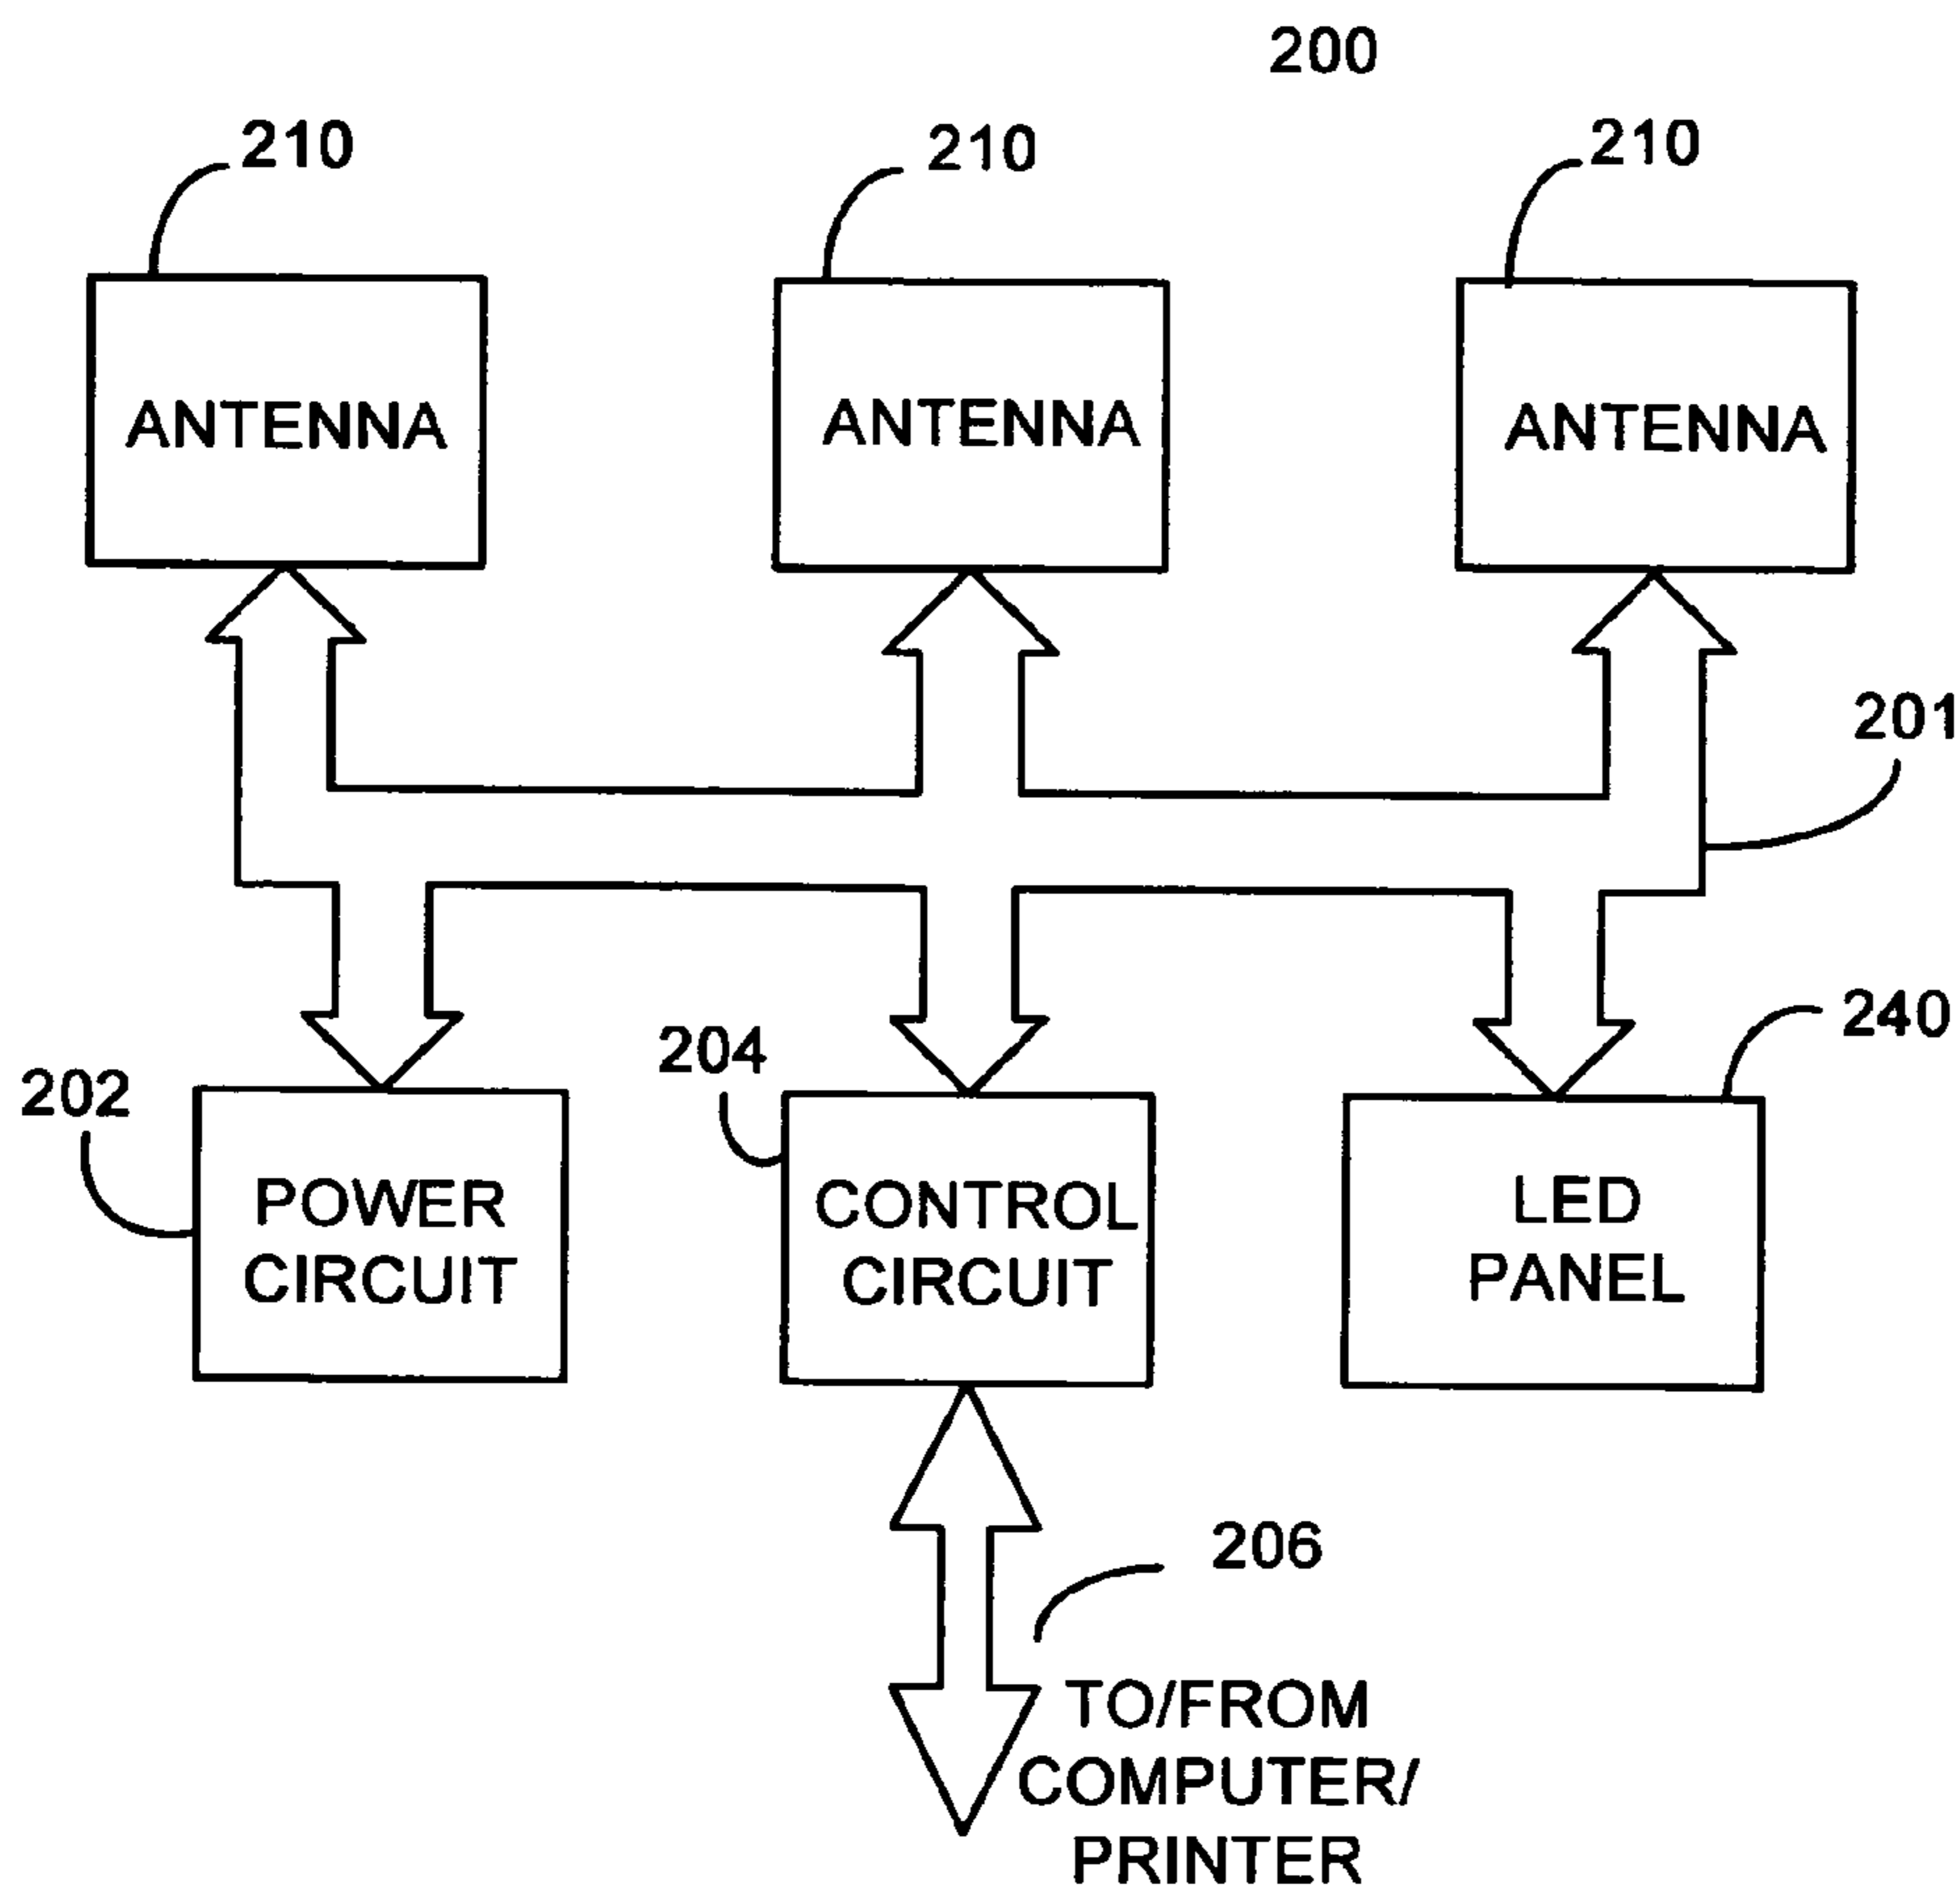 200
210
210
210
ANTENNA
ANTENNA
ANTENNA
201
240
204
202
POWER
CIRCUIT
CONTROL
CIRCUIT
LED
PANEL
206
TO/FROM
COMPUTER/
PRINTER